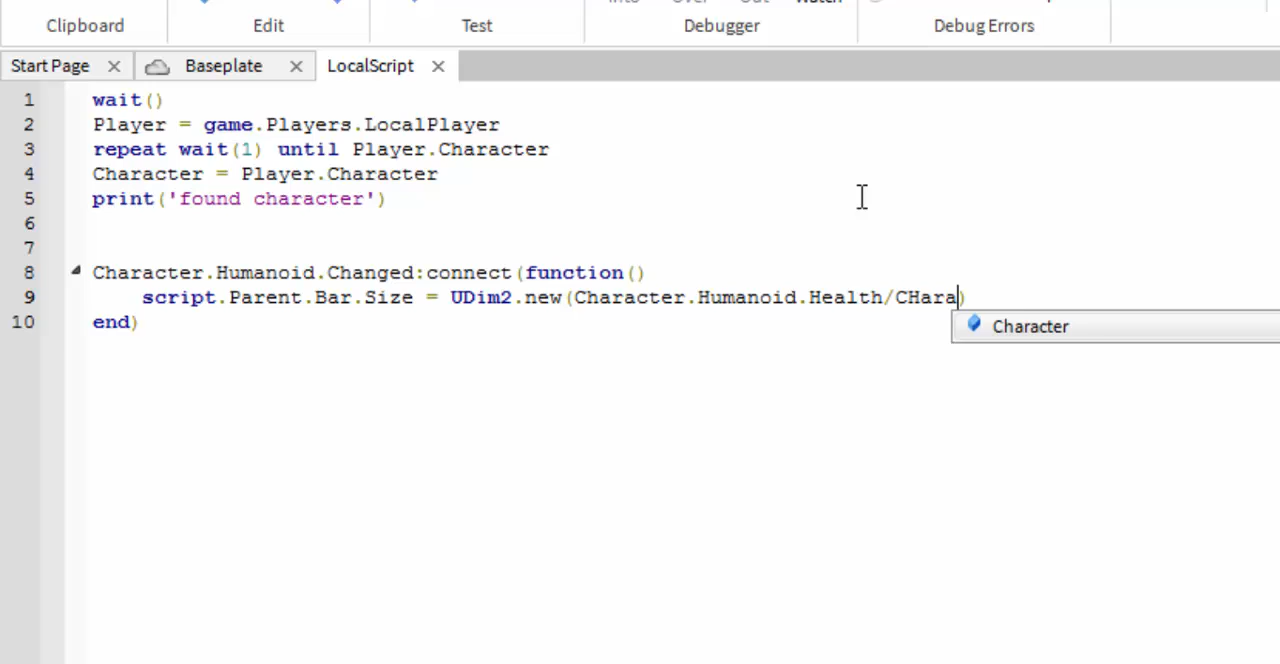 Clipboard Edit Test Debugger Debug Errors
Start Page Baseplate LocalScript
1 wait()
2 Player = game.Players.LocalPlayer
3 repeat wait(1) until Player.Character
4 Character = Player.Character
5 print('found character')
6
7
8 Character.Humanoid.Changed:connect(function()
9 script.Parent.Bar.Size = UDim2.new(Character.Humanoid.Health/CHara)
10 end)
Character